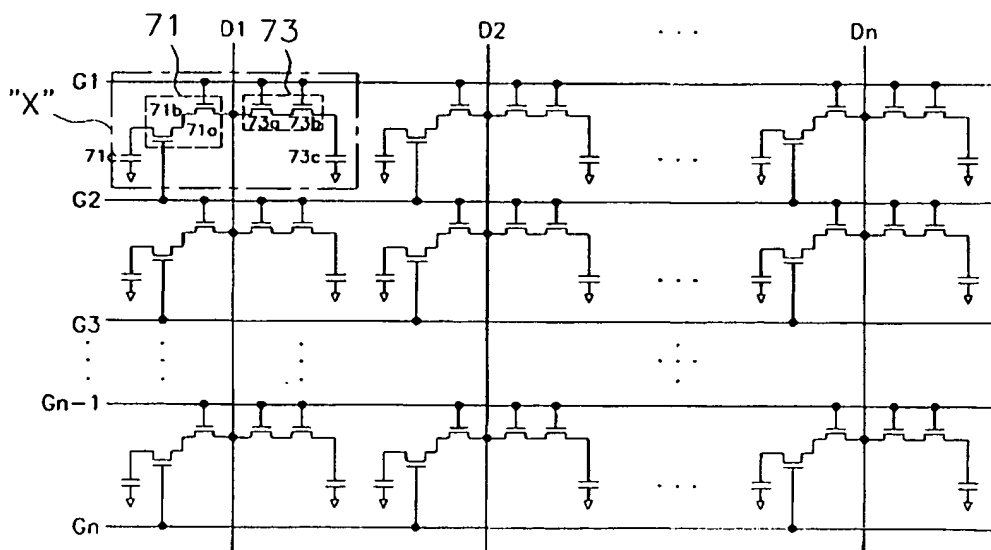 71 D1 73 D2 ... Dn
G1
"X"
71b
71a 73a 73b
71c 73c
...
G2
...
G3
...
Gn-1
...
Gn